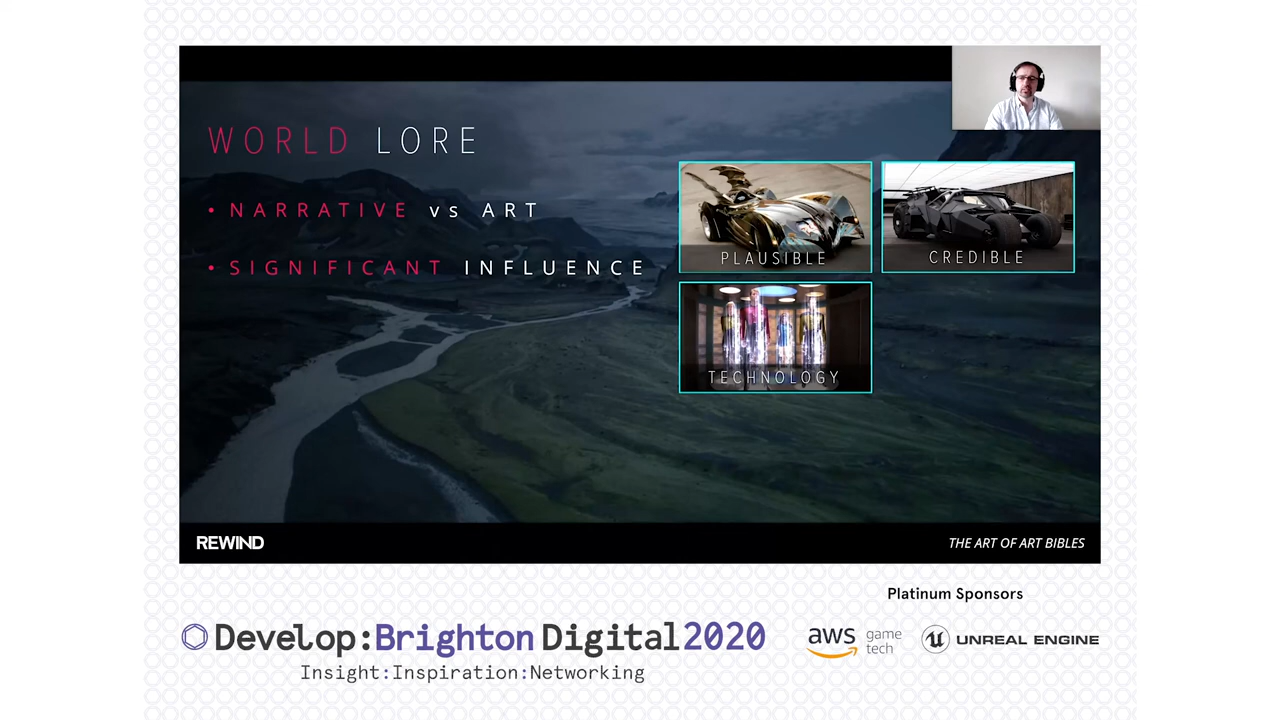 WORLD LORE
• NARRATIVE vs ART
• SIGNIFICANT INFLUENCE
PLAUSIBLE
CREDIBLE
TECHNOLOGY
REWIND
THE ART OF ART BIBLES
Platinum Sponsors
Develop:Brighton Digital 2020
Insight:Inspiration:Networking
aws game tech
UNREAL ENGINE